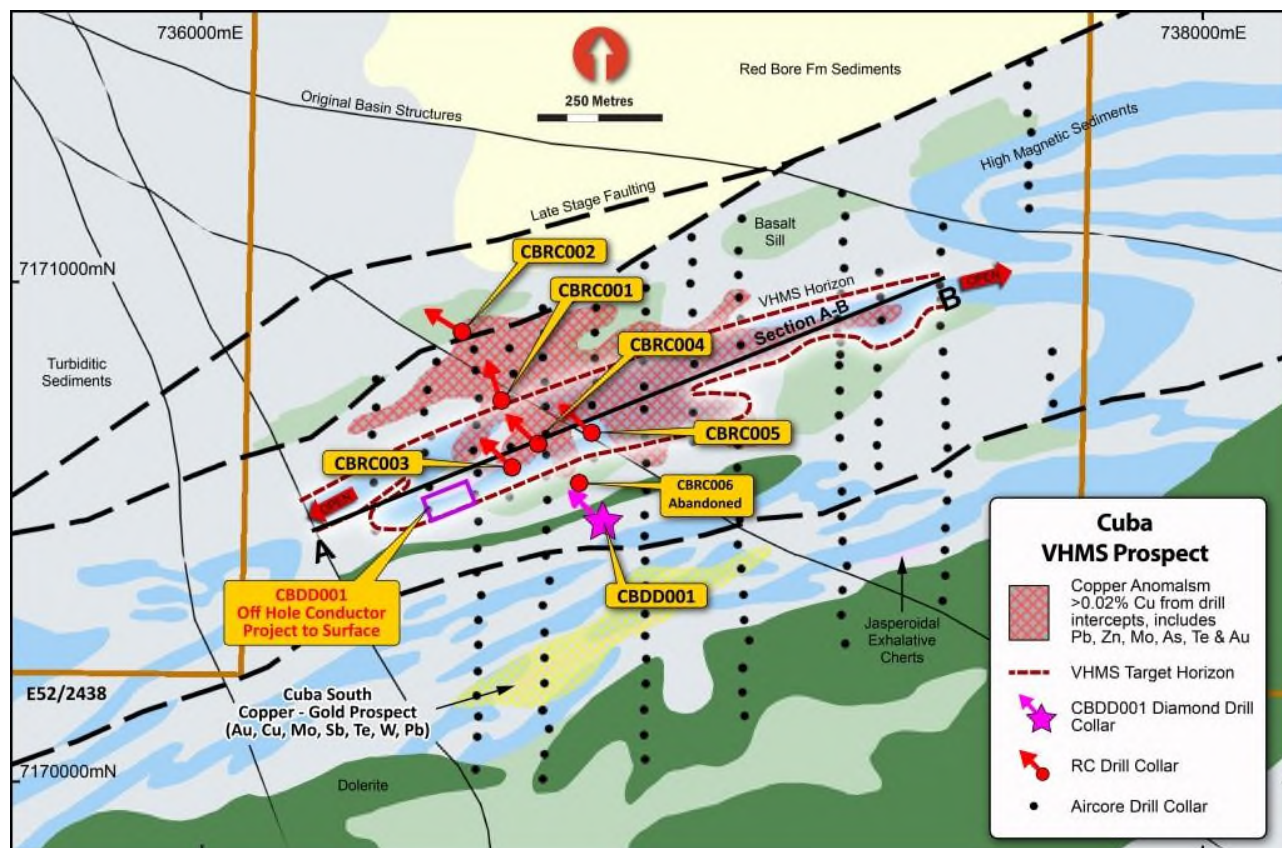 736000mE
738000mE
250 Metres
Red Bore Fm Sediments
Original Basin Structures
High Magnetic Sediments
Late Stage Faulting
Basalt
Sill
CBRC002
7171000mN
CBRC001
VHMS Horizon
OPEN
B
Section A-B
CBRC004
Turbiditic
Sediments
CBRC005
CBRC003
CBRC006
Abandoned
OPEN
A
CBDD001
Off Hole Conductor
Project to Surface
CBDD001
Jasperoidal
Exhalative
Cherts
E52/2438
Cuba South
Copper - Gold Prospect
(Au, Cu, Mo, Sb, Te, W, Pb)
7170000mN
Dolerite
Cuba
VHMS Prospect
Copper Anomalsm
>0.02% Cu from drill
intercepts, includes
Pb, Zn, Mo, As, Te & Au
VHMS Target Horizon
CBDD001 Diamond Drill
Collar
RC Drill Collar
Aircore Drill Collar